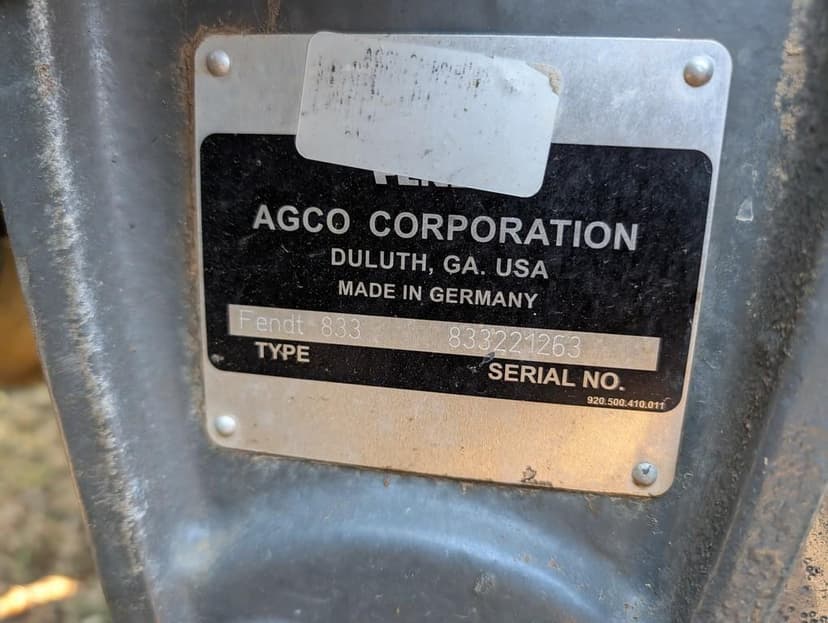 AGCO CORPORATION
DULUTH, GA. USA
MADE IN GERMANY
Fendt 833 833221263
TYPE SERIAL NO.
920.500.410.011